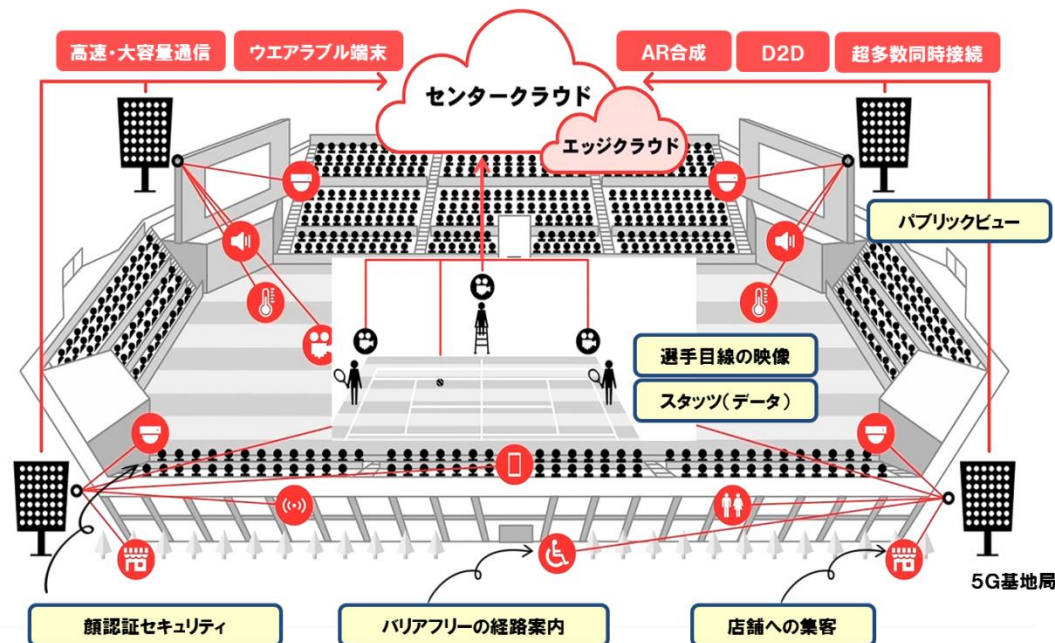 高速・大容量通信
ウエアラブル端末
AR合成
D2D
超多数同時接続
センタークラウド
エッジクラウド
パブリックビュー
選手目線の映像
スタッツ(データ)
5G基地局
顔認証セキュリティ
バリアフリーの経路案内
店舗への集客